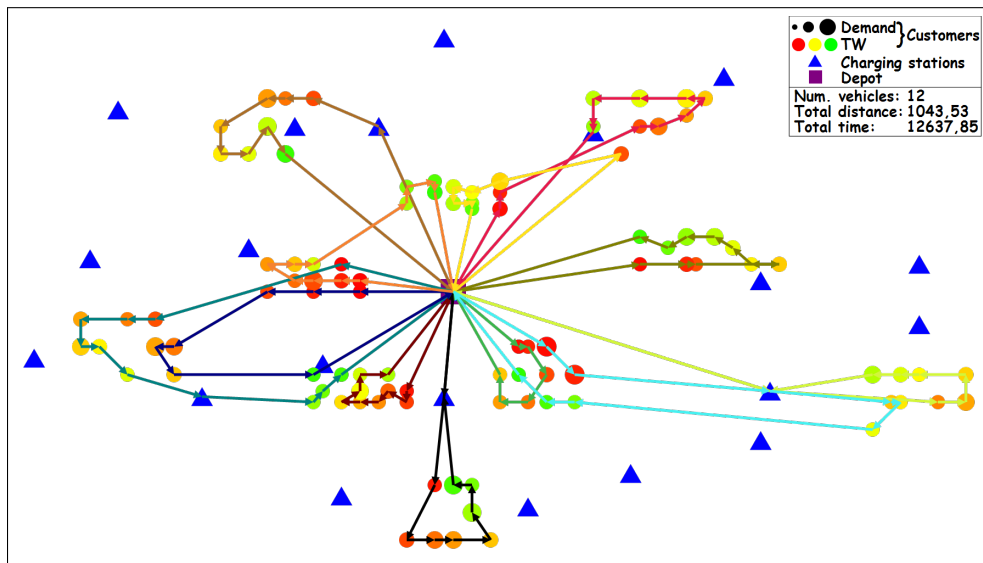 Demand
TW
Customers
Charging stations
Depot
Num. vehicles: 12
Total distance: 1043,53
Total time: 12637,85